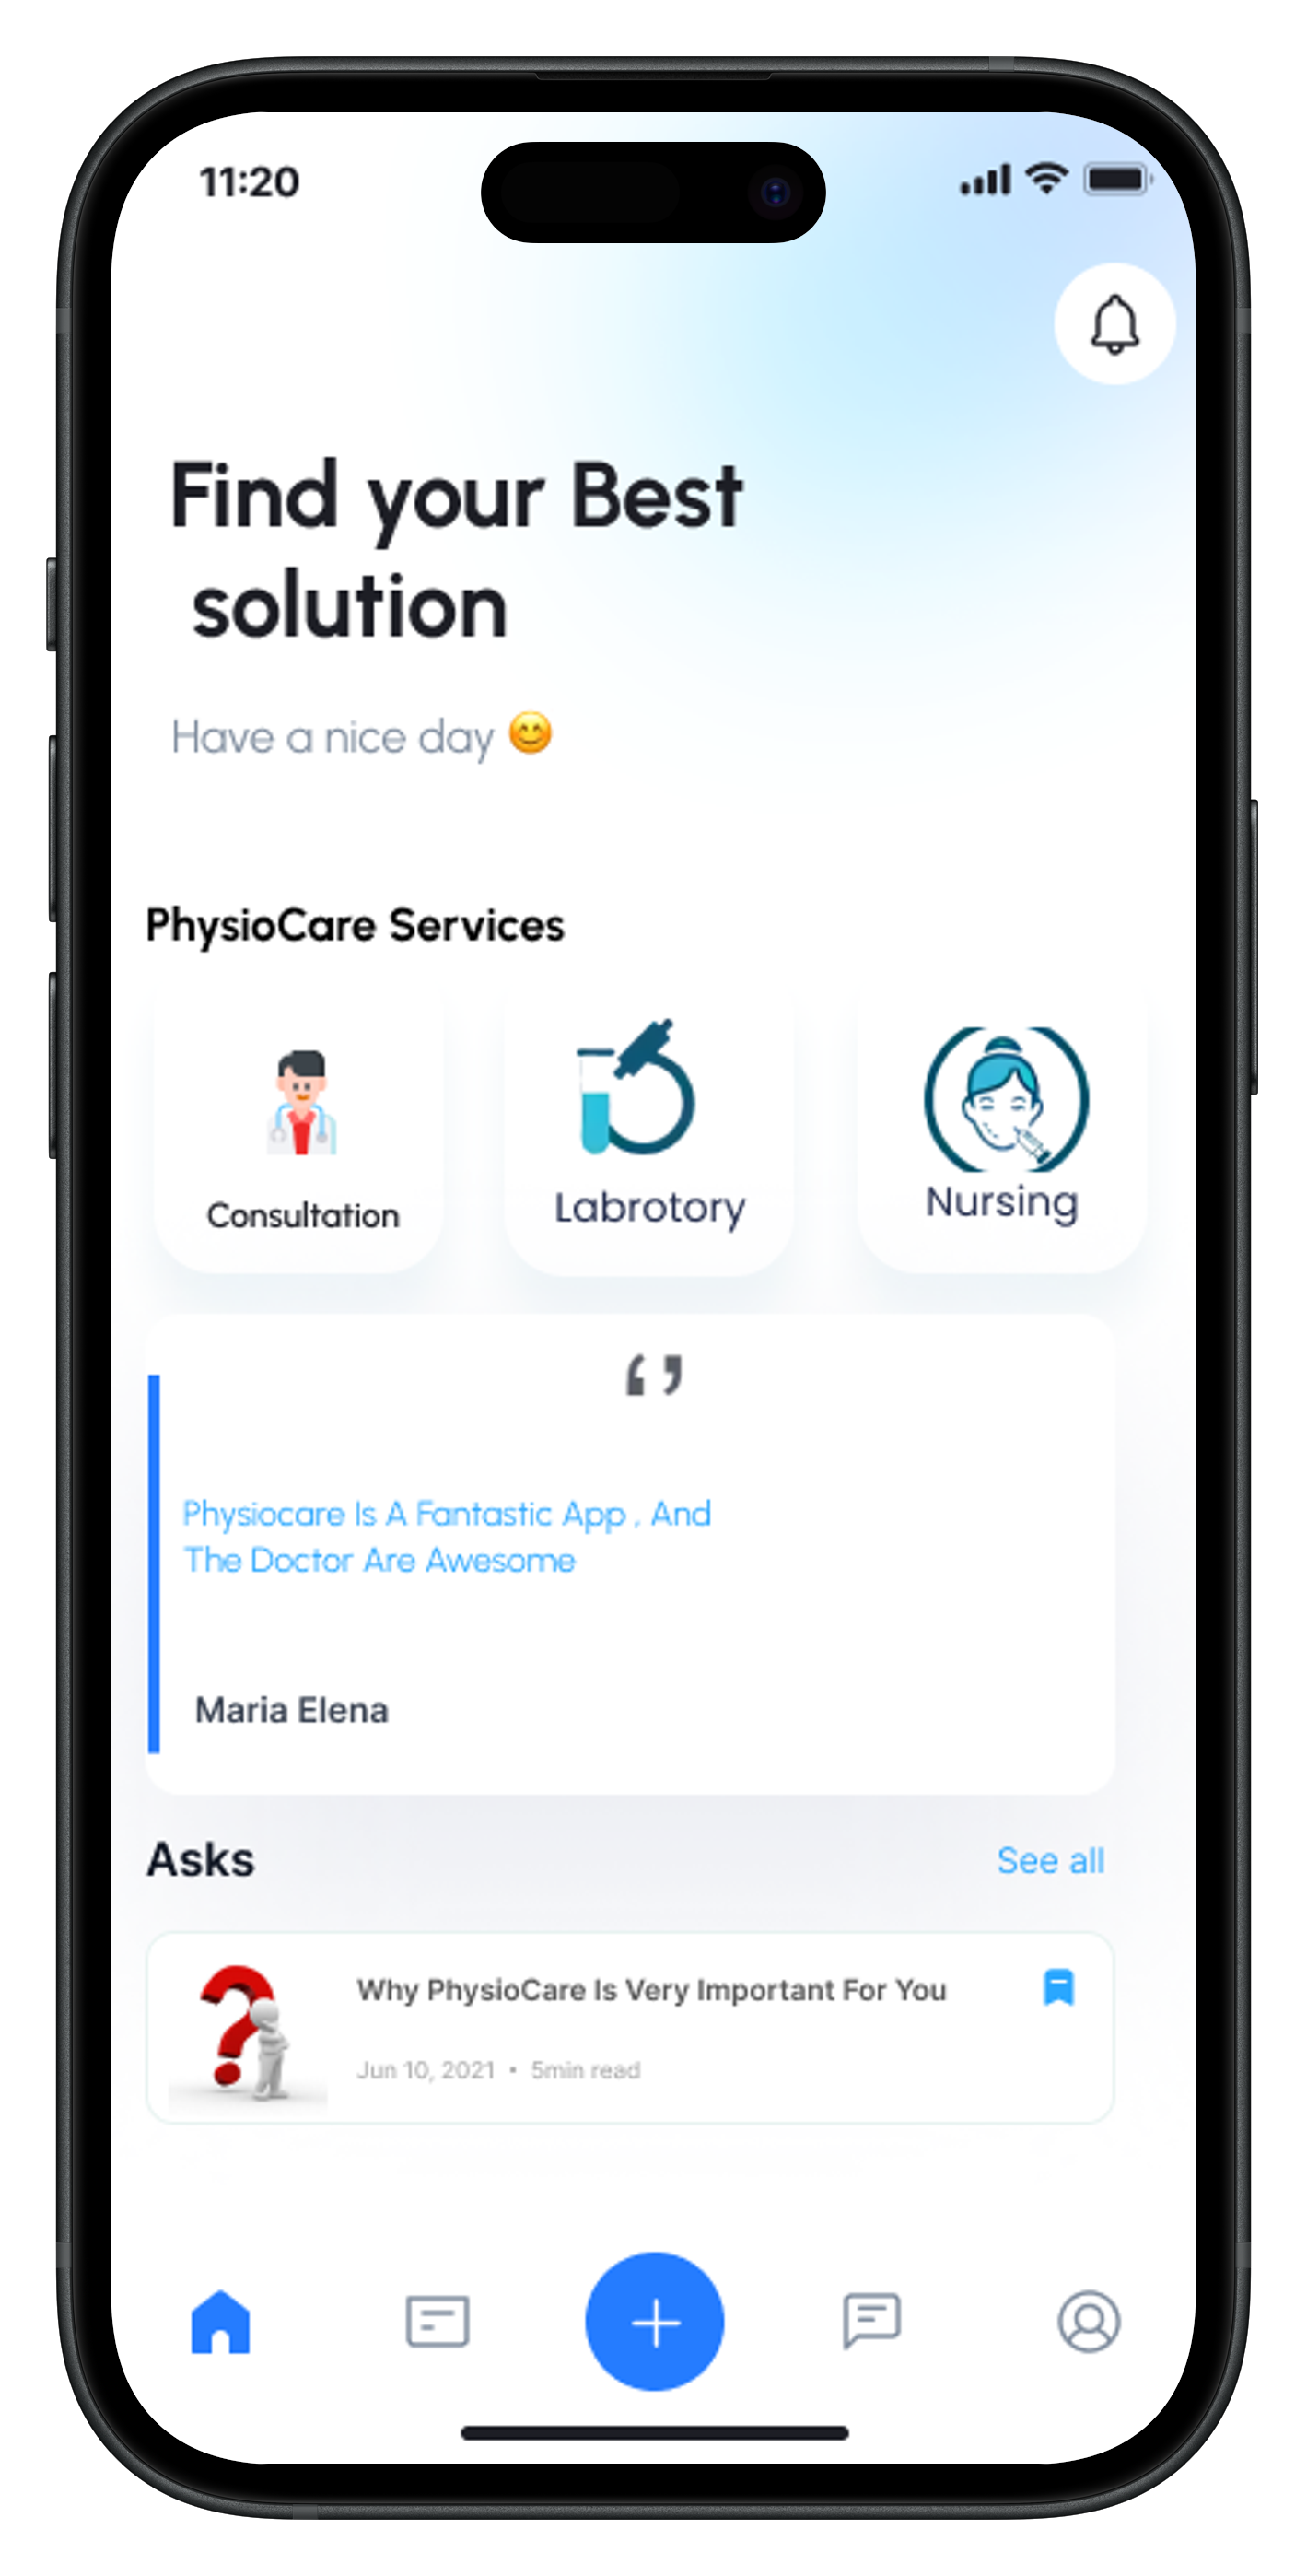 11:20
Find your Best
solution
Have a nice day 😊
PhysioCare Services
Consultation
Labrotory
Nursing
Physiocare Is A Fantastic App , And
The Doctor Are Awesome
Maria Elena
Asks
See all
Why PhysioCare Is Very Important For You
Jun 10, 2021 • 5min read